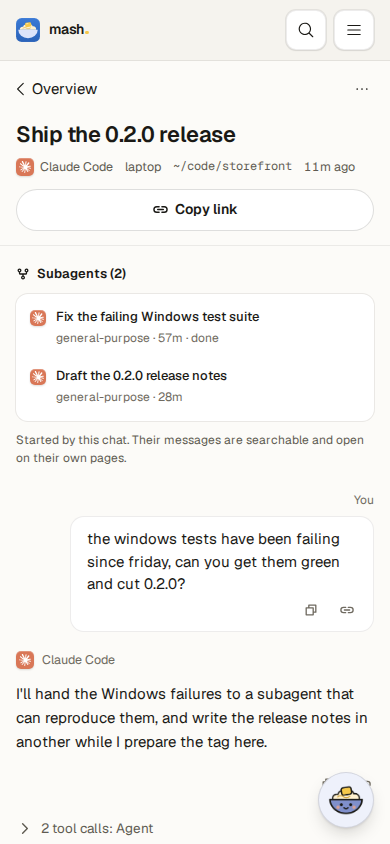 mash.
Overview
Ship the 0.2.0 release
Claude Code laptop ~/code/storefront 11m ago
Copy link
Subagents (2)
Fix the failing Windows test suite
general-purpose · 57m · done
Draft the 0.2.0 release notes
general-purpose · 28m
Started by this chat. Their messages are searchable and open
on their own pages.
You
the windows tests have been failing
since friday, can you get them green
and cut 0.2.0?
Claude Code
I'll hand the Windows failures to a subagent that
can reproduce them, and write the release notes in
another while I prepare the tag here.
2 tool calls: Agent